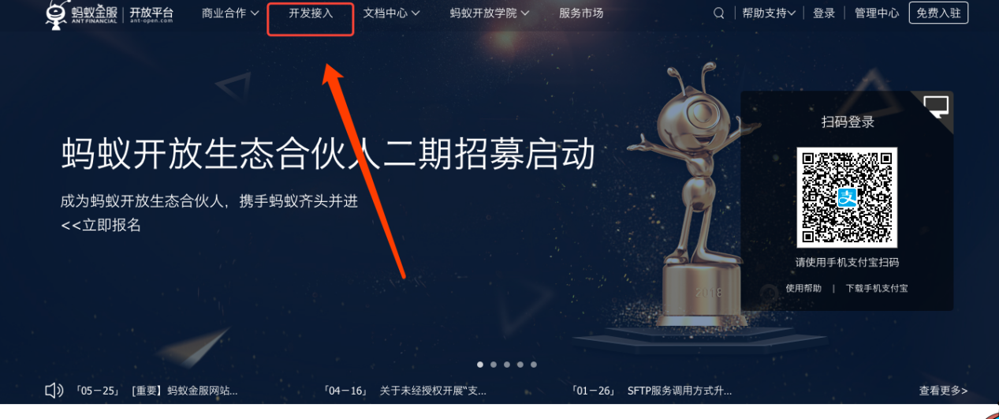 蚂蚁金服 开放平台
ANT FINANCIAL ant-open.com
商业合作 开发接入 文档中心 蚂蚁开放学院 服务市场 帮助支持 登录 管理中心 免费入驻
扫码登录
蚂蚁开放生态合伙人二期招募启动
成为蚂蚁开放生态合伙人，携手蚂蚁齐头并进
<<立即报名
支
请使用手机支付宝扫码
使用帮助 | 下载手机支付宝
2018
「05－25」 [重要】蚂蚁金服网站... 「04－16」 关于未经授权开展“支... 「01－26」 SFTP服务调用方式升... 查看更多>